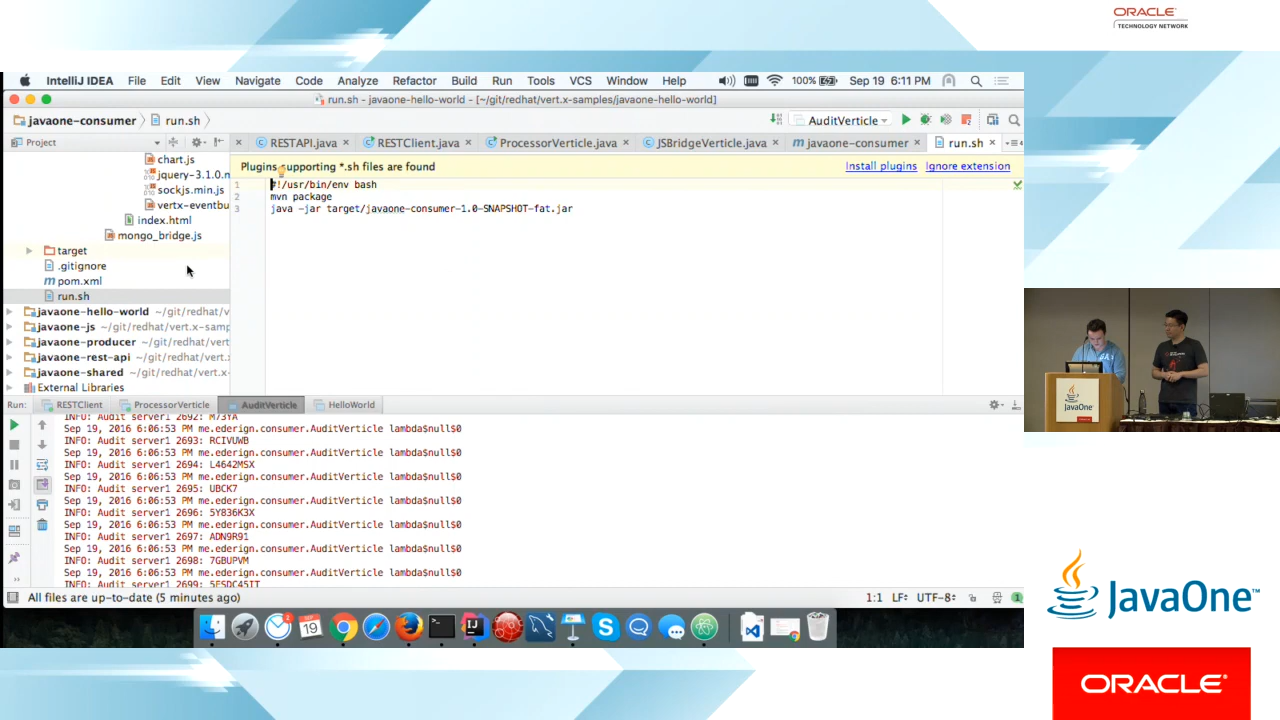 ORACLE
TECHNOLOGY NETWORK
IntelliJ IDEA File Edit View Navigate Code Analyze Refactor Build Run Tools VCS Window Help 100% Sep 19 6:11 PM
run.sh - javaone-hello-world - [~/git/redhat/vert.x-samples/javaone-hello-world]
javaone-consumer run.sh AuditVerticle
Project RESTAPI.java × RESTClient.java × ProcessorVerticle.java × JSBridgeVerticle.java × javaone-consumer × run.sh ×
Plugins supporting *.sh files are found Install plugins Ignore extension
chart.js
jquery-3.1.0.m
sockjs.min.js
vertx-eventbu
index.html
mongo_bridge.js
target
.gitignore
pom.xml
run.sh
javaone-hello-world ~/git/redhat/
javaone-js ~/git/redhat/vert.x-samp
javaone-producer ~/git/redhat/ver
javaone-rest-api ~/git/redhat/vert.
javaone-shared ~/git/redhat/vert.x-
External Libraries
1 #!/usr/bin/env bash
2 mvn package
3 java -jar target/javaone-consumer-1.0-SNAPSHOT-fat.jar
Run: RESTClient ProcessorVerticle AuditVerticle HelloWorld
INFO: Audit server1 2692: M73YA
Sep 19, 2016 6:06:53 PM me.ederign.consumer.AuditVerticle lambda$null$0
INFO: Audit server1 2693: RCIVUWB
Sep 19, 2016 6:06:53 PM me.ederign.consumer.AuditVerticle lambda$null$0
INFO: Audit server1 2694: L4642MSX
Sep 19, 2016 6:06:53 PM me.ederign.consumer.AuditVerticle lambda$null$0
INFO: Audit server1 2695: UBCK7
Sep 19, 2016 6:06:53 PM me.ederign.consumer.AuditVerticle lambda$null$0
INFO: Audit server1 2696: 5Y836K3X
Sep 19, 2016 6:06:53 PM me.ederign.consumer.AuditVerticle lambda$null$0
INFO: Audit server1 2697: ADN9R91
Sep 19, 2016 6:06:53 PM me.ederign.consumer.AuditVerticle lambda$null$0
INFO: Audit server1 2698: 7GBUPVM
Sep 19, 2016 6:06:53 PM me.ederign.consumer.AuditVerticle lambda$null$0
INFO: Audit server1 2699: 5ESDC45IT
All files are up-to-date (5 minutes ago) 1:1 LF÷ UTF-8÷ 1
19
JavaOne
JavaOne™
ORACLE